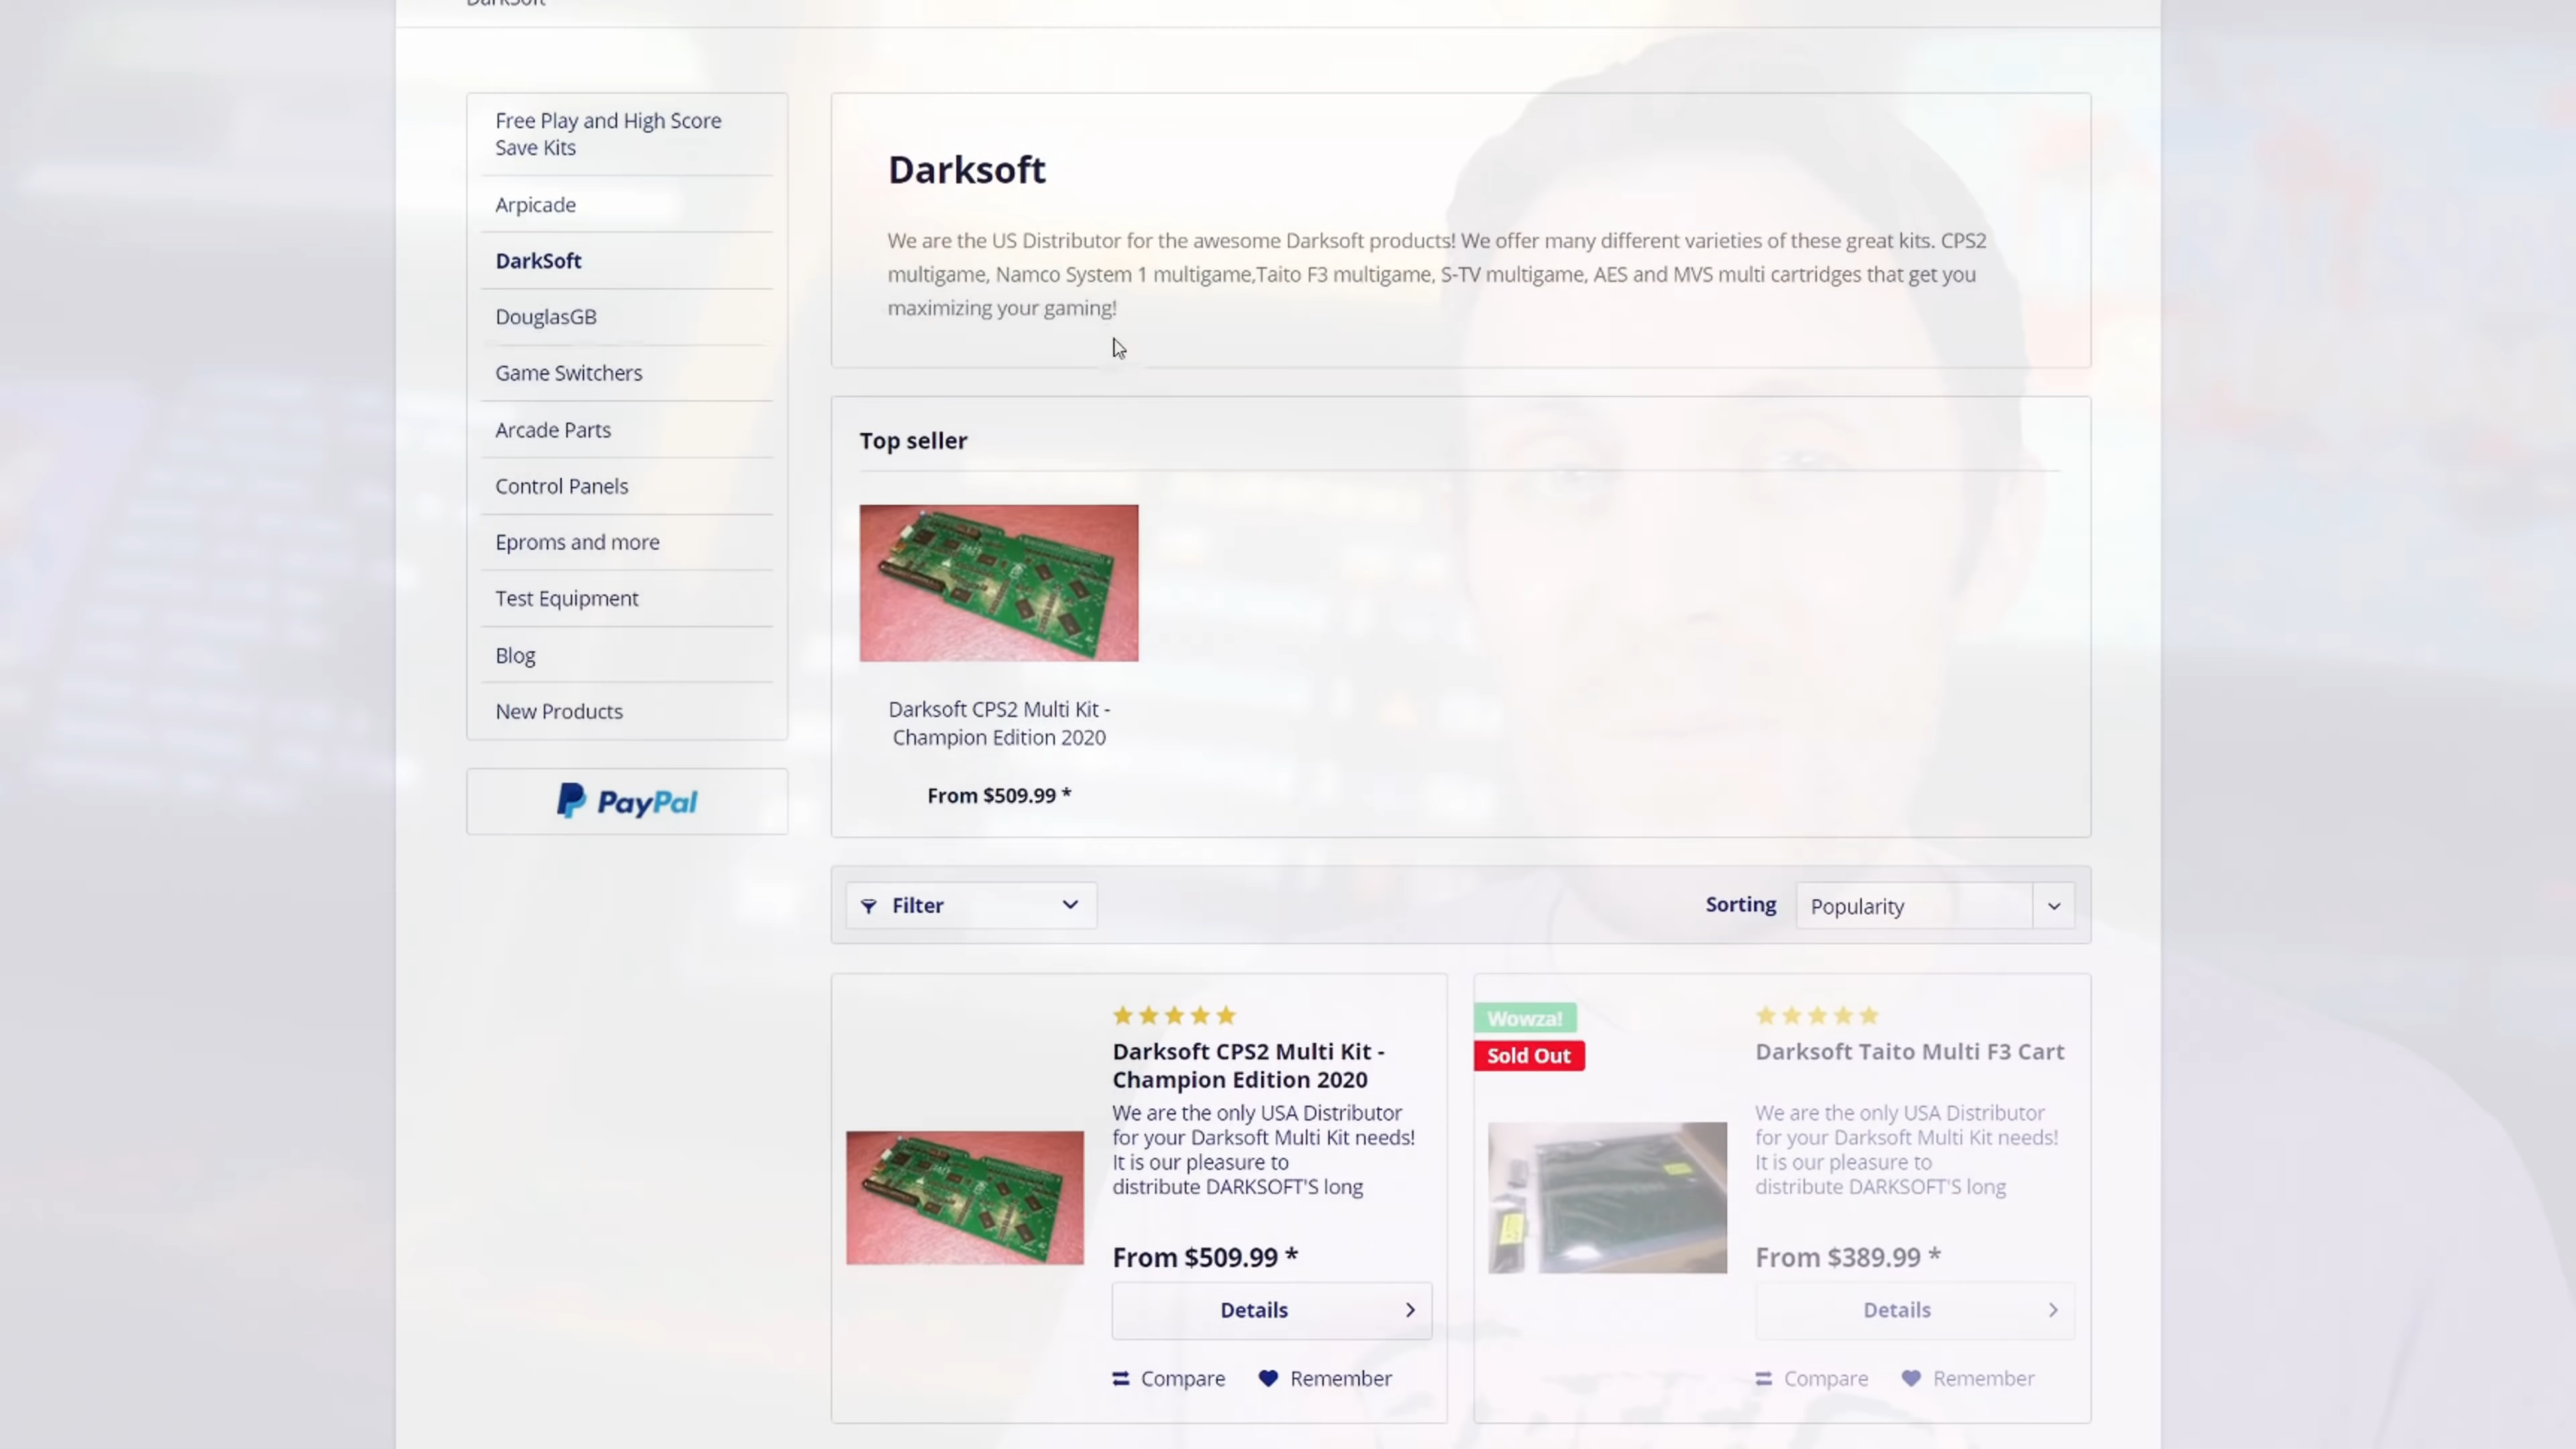 DarkSoft
Free Play and High Score
Save Kits
Arpicade
DarkSoft
DouglasGB
Game Switchers
Arcade Parts
Control Panels
Eproms and more
Test Equipment
Blog
New Products
PayPal
Darksoft
We are the US Distributor for the awesome Darksoft products! We offer many different varieties of these great kits. CPS2
multigame, Namco System 1 multigame,Taito F3 multigame, S-TV multigame, AES and MVS multi cartridges that get you
maximizing your gaming!
Top seller
Darksoft CPS2 Multi Kit -
Champion Edition 2020
From $509.99 *
Filter
Sorting
Popularity
Darksoft CPS2 Multi Kit -
Champion Edition 2020
We are the only USA Distributor
for your Darksoft Multi Kit needs!
It is our pleasure to
distribute DARKSOFT'S long
From $509.99 *
Details
Compare
Remember
Wowza!
Sold Out
Darksoft Taito Multi F3 Cart
We are the only USA Distributor
for your Darksoft Multi Kit needs!
It is our pleasure to
distribute DARKSOFT'S long
From $389.99 *
Details
Compare
Remember